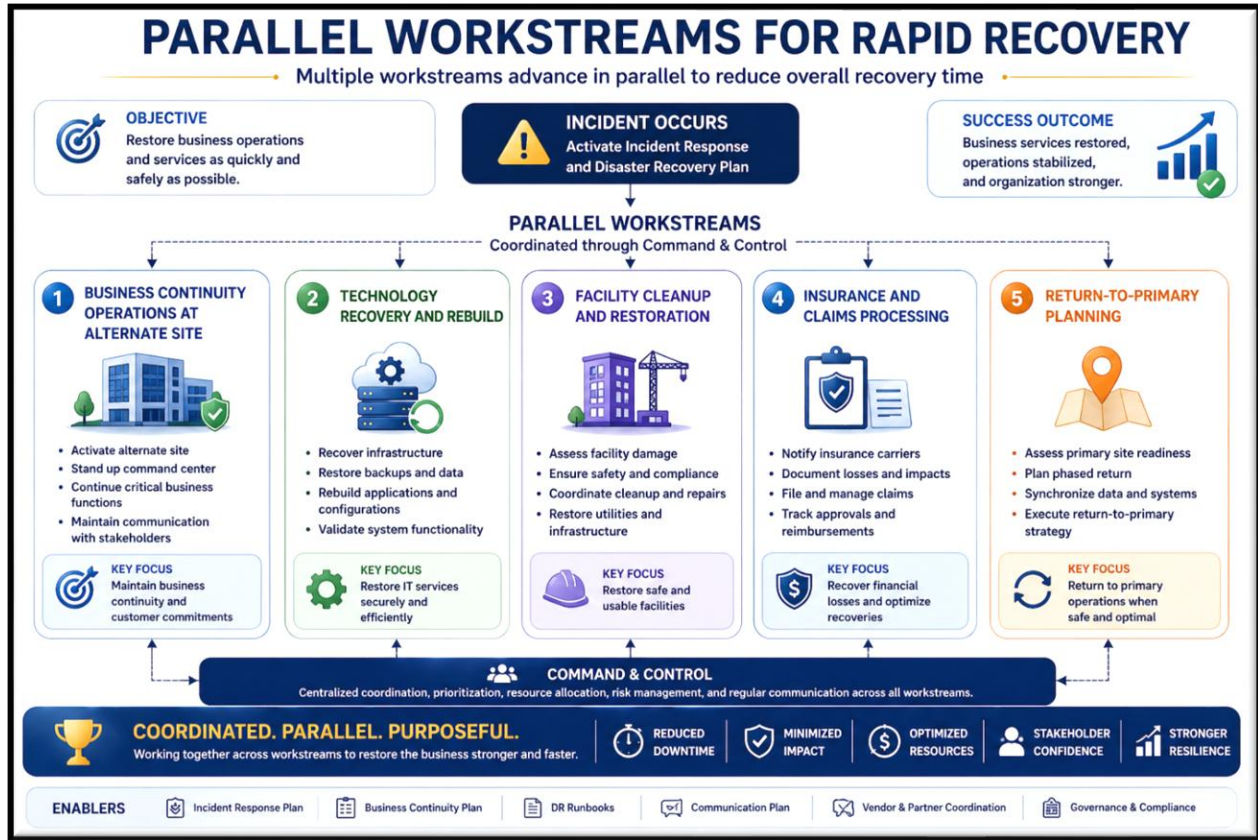 PARALLEL WORKSTREAMS FOR RAPID RECOVERY
Multiple workstreams advance in parallel to reduce overall recovery time
OBJECTIVE
Restore business operations
and services as quickly and
safely as possible.
INCIDENT OCCURS
Activate Incident Response
and Disaster Recovery Plan
SUCCESS OUTCOME
Business services restored,
operations stabilized,
and organization stronger.
PARALLEL WORKSTREAMS
Coordinated through Command & Control
1
BUSINESS CONTINUITY
OPERATIONS AT
ALTERNATE SITE
• Activate alternate site
• Stand up command center
• Continue critical business
functions
• Maintain communication
with stakeholders
KEY FOCUS
Maintain business
continuity and
customer commitments
2
TECHNOLOGY
RECOVERY AND REBUILD
• Recover infrastructure
• Restore backups and data
• Rebuild applications and
configurations
• Validate system functionality
KEY FOCUS
Restore IT services
securely and
efficiently
3
FACILITY CLEANUP
AND RESTORATION
• Assess facility damage
• Ensure safety and compliance
• Coordinate cleanup and repairs
• Restore utilities and
infrastructure
KEY FOCUS
Restore safe and
usable facilities
4
INSURANCE AND
CLAIMS PROCESSING
• Notify insurance carriers
• Document losses and impacts
• File and manage claims
• Track approvals and
reimbursements
$
KEY FOCUS
Recover financial
losses and optimize
recoveries
5
RETURN-TO-PRIMARY
PLANNING
• Assess primary site readiness
• Plan phased return
• Synchronize data and systems
• Execute return-to-primary
strategy
KEY FOCUS
Return to primary
operations when
safe and optimal
COMMAND & CONTROL
Centralized coordination, prioritization, resource allocation, risk management, and regular communication across all workstreams.
COORDINATED. PARALLEL. PURPOSEFUL.
Working together across workstreams to restore the business stronger and faster.
REDUCED
DOWNTIME
MINIMIZED
IMPACT
$
OPTIMIZED
RESOURCES
STAKEHOLDER
CONFIDENCE
STRONGER
RESILIENCE
ENABLERS
Incident Response Plan
Business Continuity Plan
DR Runbooks
Communication Plan
Vendor & Partner Coordination
Governance & Compliance